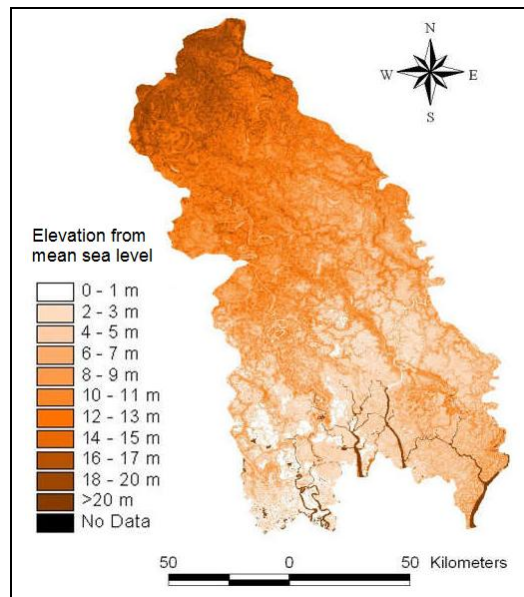 N
W E
S
Elevation from
mean sea level
0 - 1 m
2 - 3 m
4 - 5 m
6 - 7 m
8 - 9 m
10 - 11 m
12 - 13 m
14 - 15 m
16 - 17 m
18 - 20 m
>20 m
No Data
50 0 50 Kilometers